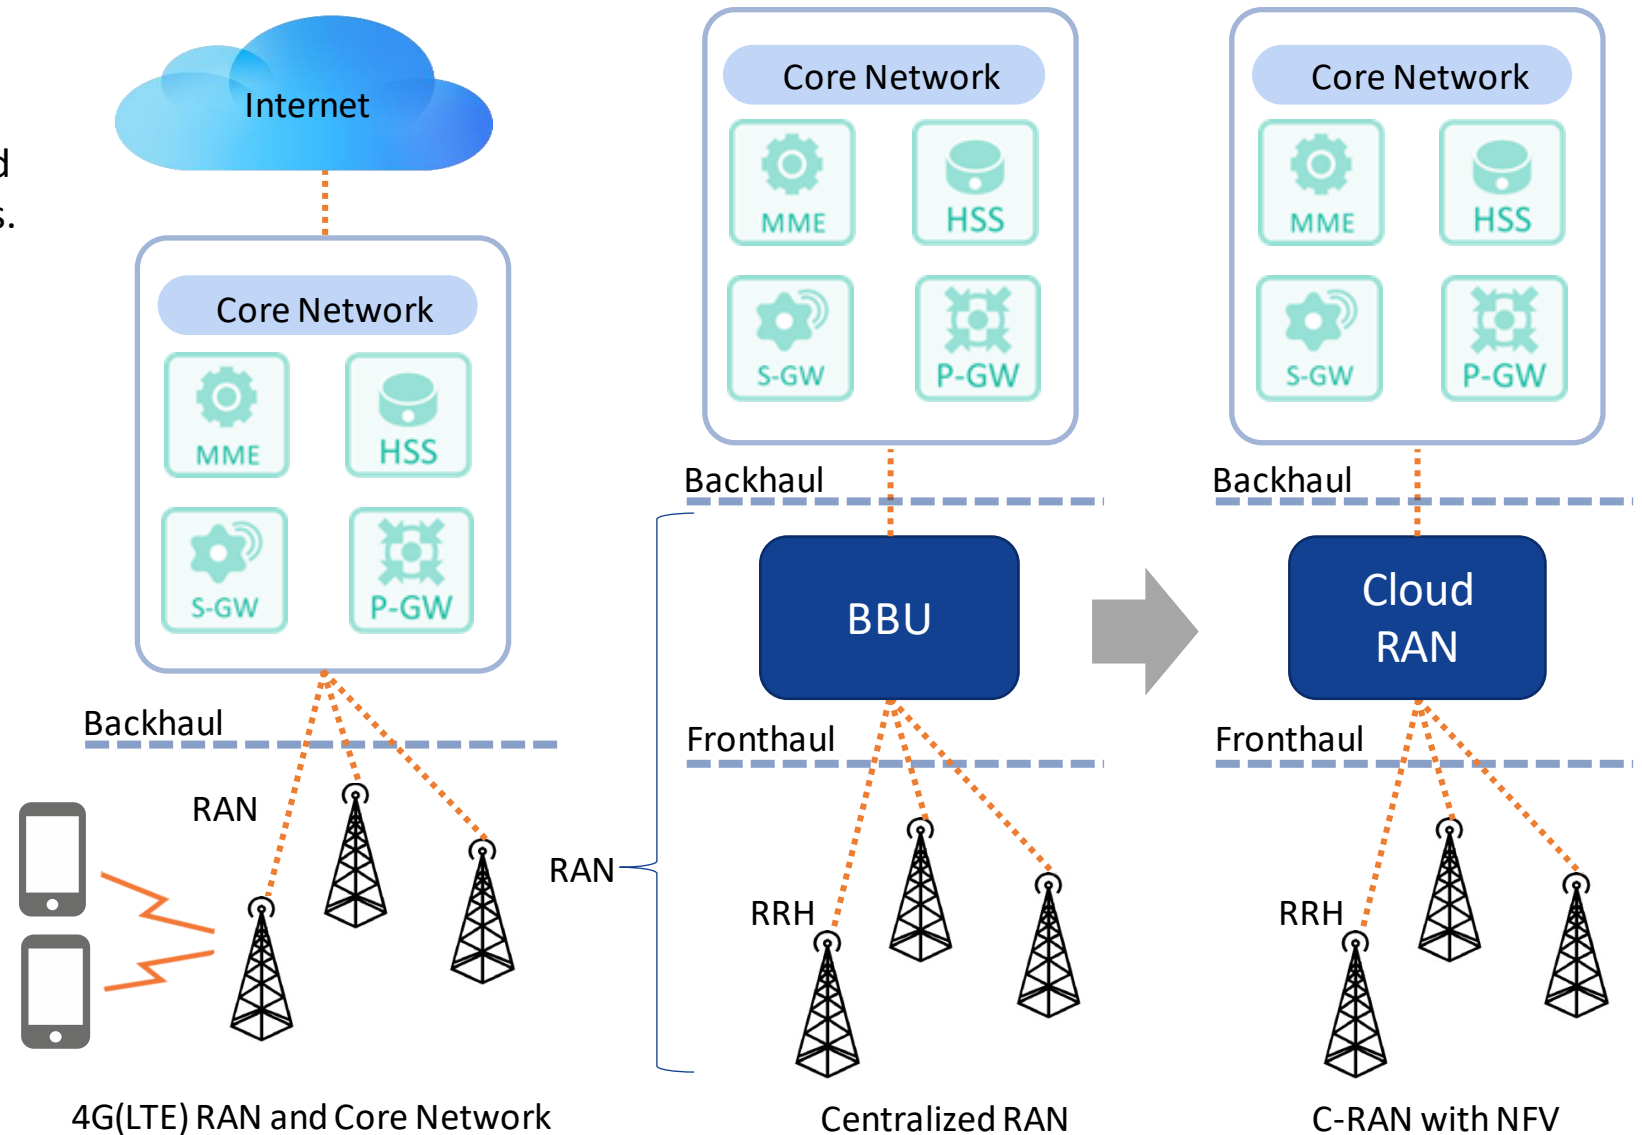 d
s.
Internet
Core Network
MME
HSS
S-GW
P-GW
Backhaul
RAN
4G(LTE) RAN and Core Network
Core Network
MME
HSS
S-GW
P-GW
Backhaul
BBU
Fronthaul
RAN
RRH
Centralized RAN
Core Network
MME
HSS
S-GW
P-GW
Backhaul
Cloud
RAN
Fronthaul
RRH
C-RAN with NFV